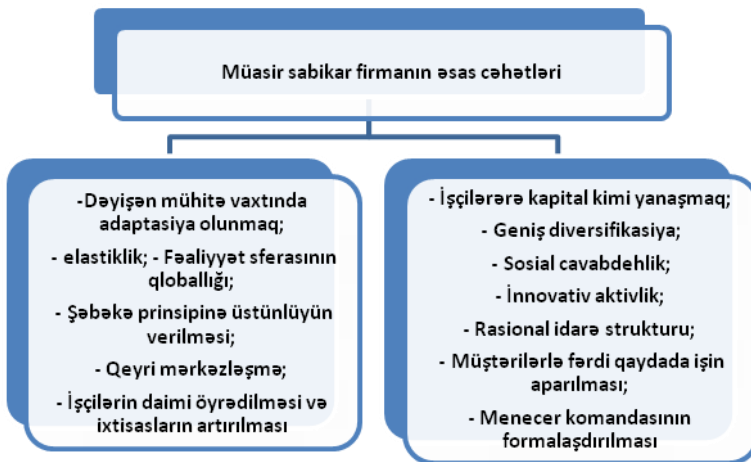 Müasir sabikar firmanın əsas cəhətləri
-Dəyişən mühitə vaxtında
adaptasiya olunmaq;
- elastiklik; - Fəaliyyət sferasının
qloballığı;
- Şəbəkə prinsipinə üstünlüyün
verilməsi;
- Qeyri mərkəzləşmə;
- İşçilərin daimi öyrədilməsi və
ixtisasların artırılması
- İşçilərərə kapital kimi yanaşmaq;
- Geniş diversifikasiya;
- Sosial cavabdehlik;
- İnnovativ aktivlik;
- Rasional idarə strukturu;
- Müştərilərlə fərdi qaydada işin
aparılması;
- Menecer komandasının
formalaşdırılması